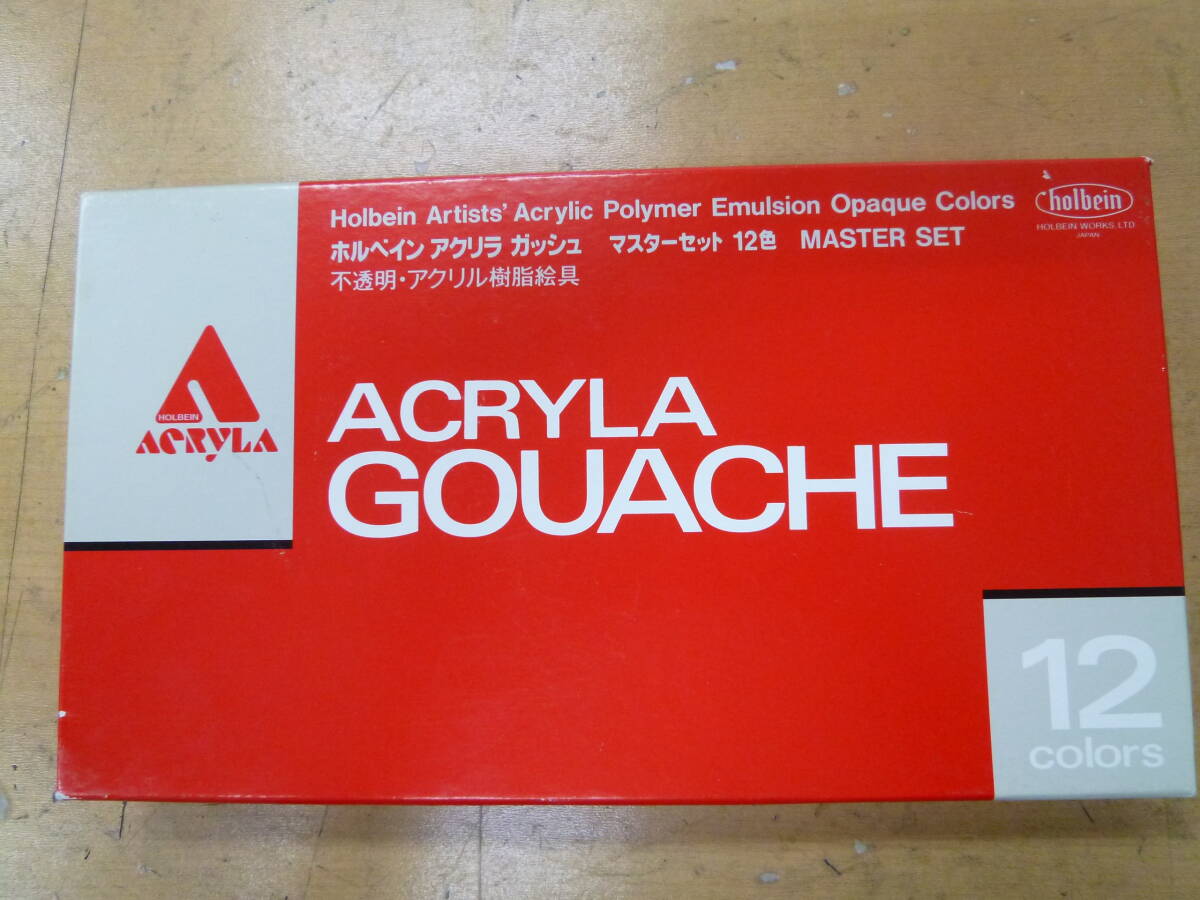 Holbein Artists' Acrylic Polymer Emulsion Opaque Colors
ホルベイン アクリラ ガッシュ マスターセット 12色 MASTER SET
不透明・アクリル樹脂絵具
holbein
HOLBEIN WORKS, LTD
JAPAN
HOLBEIN
ACRYLA
ACRYLA
GOUACHE
12
colors